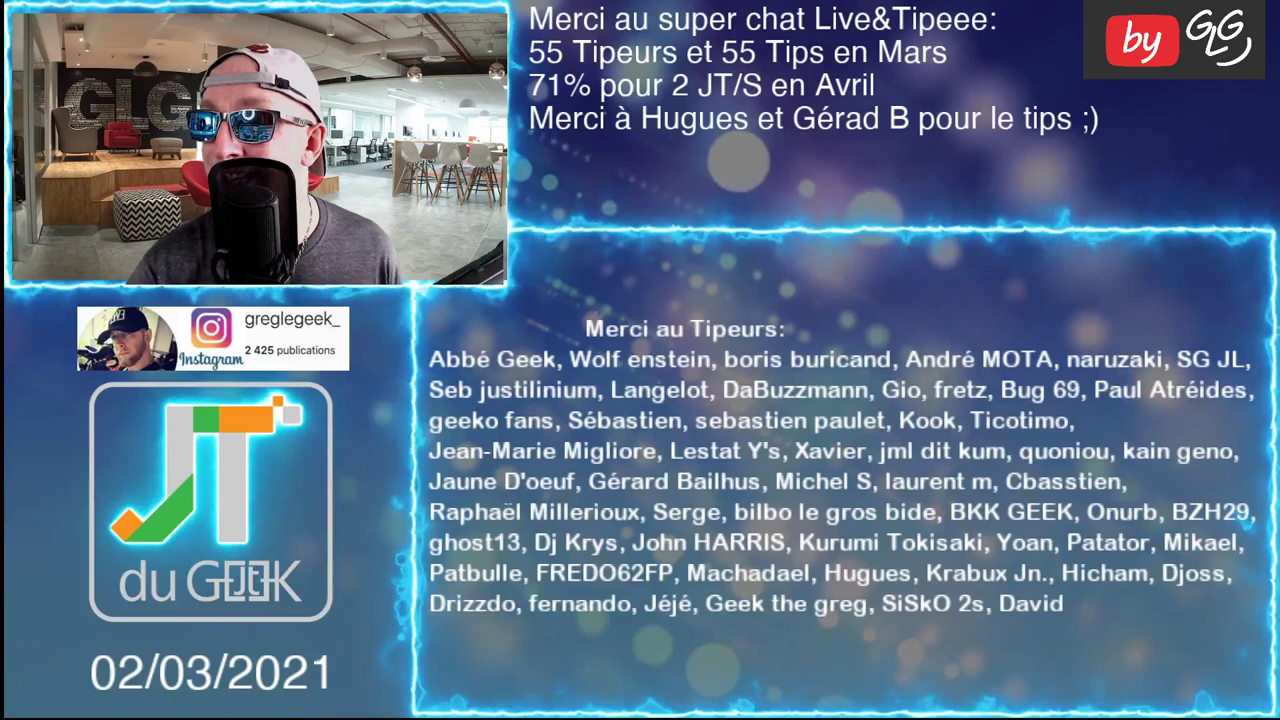 Merci au super chat Live&Tipeee:
55 Tipeurs et 55 Tips en Mars
71% pour 2 JT/S en Avril
Merci à Hugues et Gérad B pour le tips ;)
by GLG
GLG
greglegeek_
Instagram
2 425 publications
JT
du GEEK
02/03/2021
Merci au Tipeurs:
Abbé Geek, Wolf enstein, boris buricand, André MOTA, naruzaki, SG JL,
Seb justilinium, Langelot, DaBuzzmann, Gio, fretz, Bug 69, Paul Atréides,
geeko fans, Sébastien, sebastien paulet, Kook, Ticotimo,
Jean-Marie Migliore, Lestat Y's, Xavier, jml dit kum, quoniou, kain geno,
Jaune D'oeuf, Gérard Bailhus, Michel S, laurent m, Cbasstien,
Raphaël Millerioux, Serge, bilbo le gros bide, BKK GEEK, Onurb, BZH29,
ghost13, Dj Krys, John HARRIS, Kurumi Tokisaki, Yoan, Patator, Mikael,
Patbulle, FREDO62FP, Machadael, Hugues, Krabux Jn., Hicham, Djoss,
Drizzdo, fernando, Jéjé, Geek the greg, SiSkO 2s, David